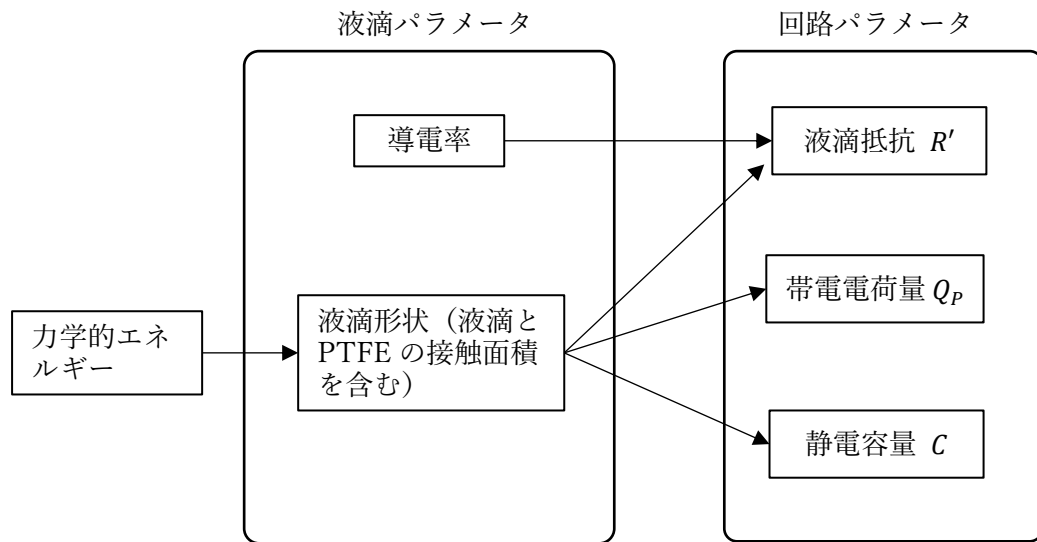 液滴パラメータ
回路パラメータ
導電率
液滴抵抗 R′
帯電電荷量 Q_P
力学的エネ
ルギー
液滴形状（液滴と
PTFE の接触面積
を含む）
静電容量 C